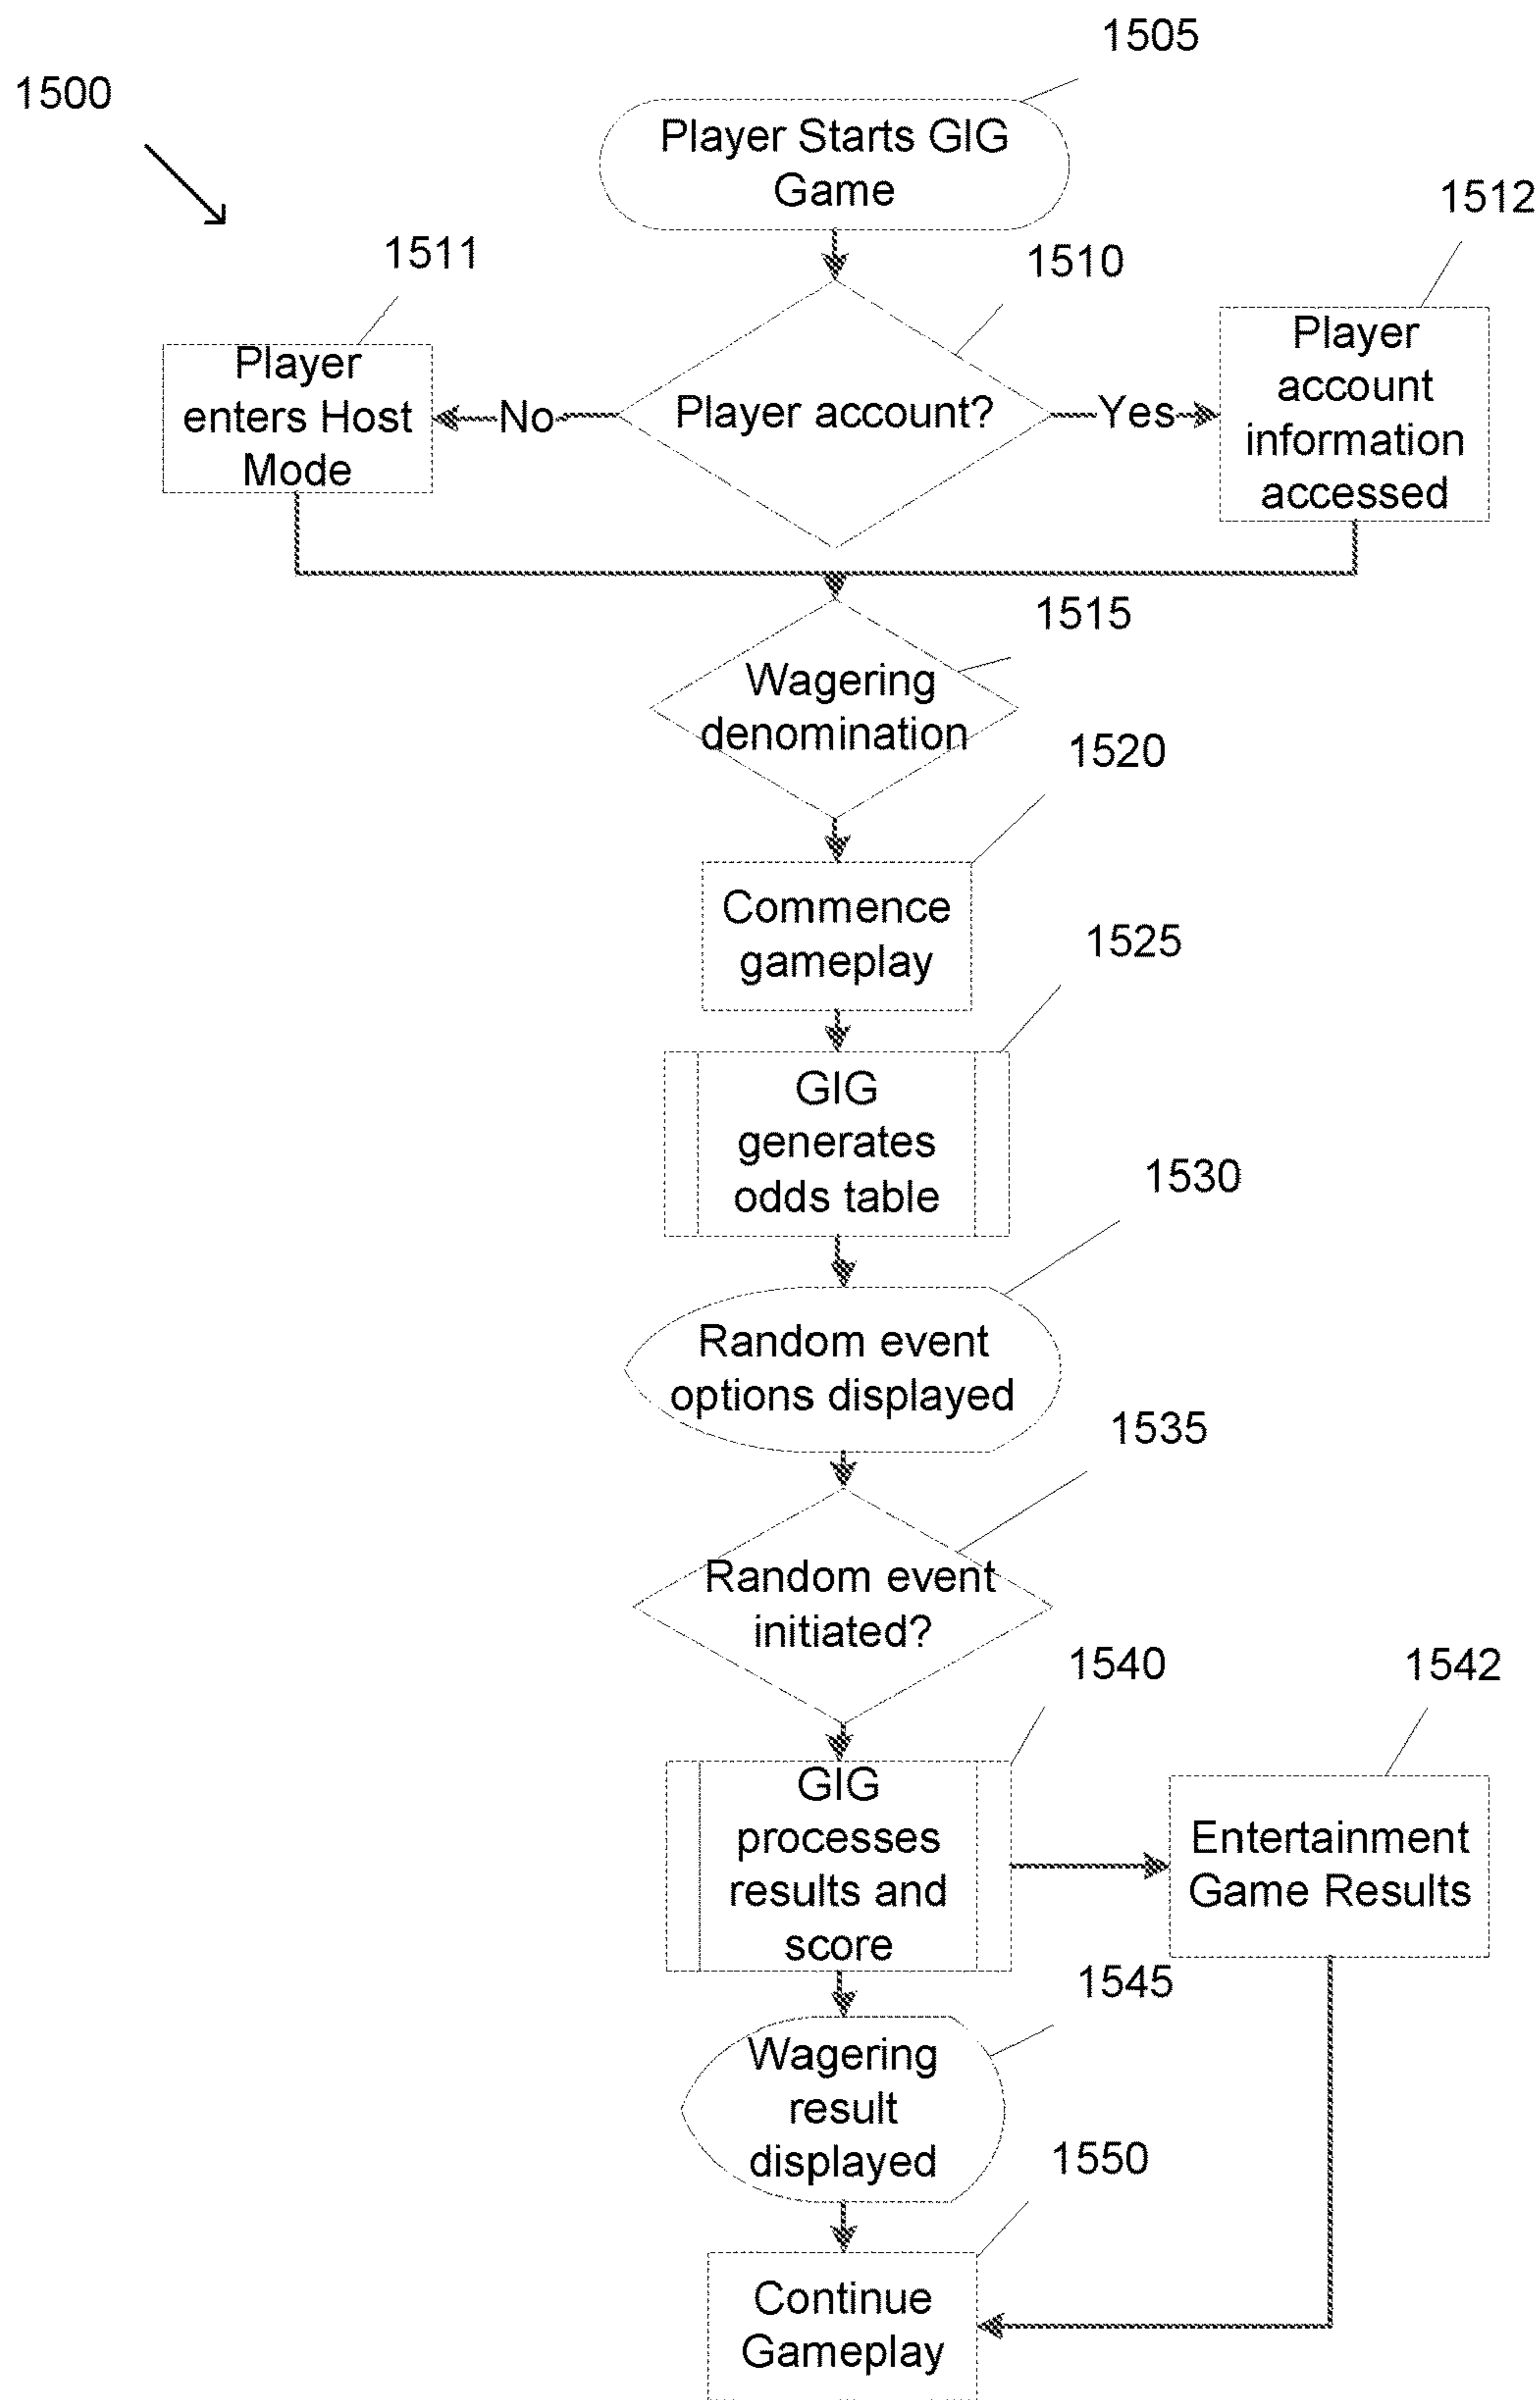 1505
1500
Player Starts GIG
Game
1512
1511
1510
Player
enters Host
Mode
No
Player account?
Yes
Player
account
information
accessed
1515
Wagering
denomination
1520
Commence
gameplay
1525
GIG
generates
odds table
1530
Random event
options displayed
1535
Random event
initiated?
1540
1542
GIG
processes
results and
score
Entertainment
Game Results
1545
Wagering
result
displayed
1550
Continue
Gameplay